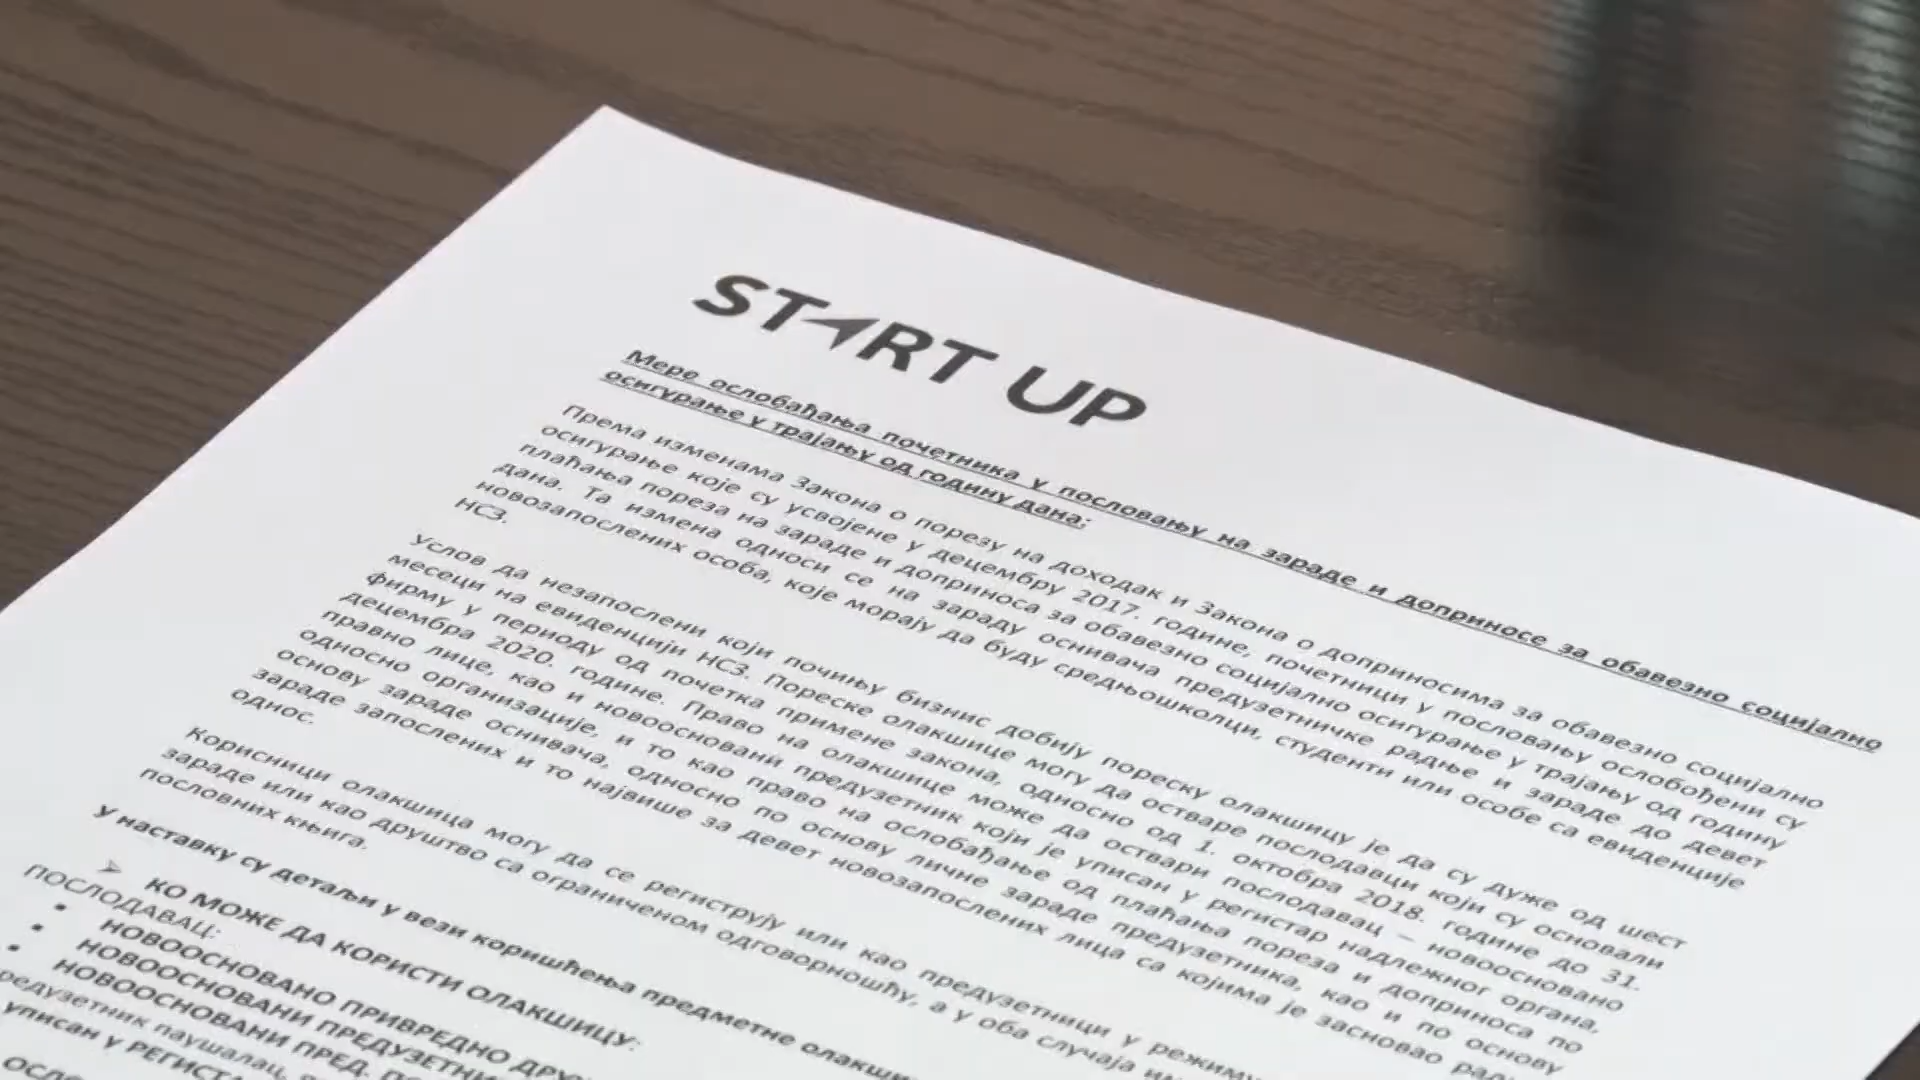 START UP
Мере ослобађања почетника у пословању на зараде и доприносе за обавезно социјално
осигурање у трајању од годину дана:
Према изменама Закона о порезу на доходак и Закона о доприносима за обавезно социјално
осигурање које су усвојене у децембру 2017. године, почетници у пословању ослобођени су
плаћања пореза на зараде и доприноса за обавезно социјално осигурање у трајању од годину
дана. Та измена односи се на зараду оснивача предузетничке радње и зараде до девет
новозапослених особа, које морају да буду средњошколци, студенти или особе са евиденције
НСЗ.
Услов да незапослени који почињу бизнис добију пореску олакшицу је да су дуже од шест
месеци на евиденцији НСЗ. Пореске олакшице могу да остваре послодавци који су основали
фирму у периоду од почетка примене закона, односно од 1. октобра 2018. године до 31.
децембра 2020. године. Право на олакшице може да оствари послодавац – новоосновано
правно лице, као и новоосновани предузетник који је уписан у регистар надлежног органа,
односно организације, и то као право на ослобађање од плаћања пореза и доприноса по
основу зараде оснивача, односно по основу личне зараде предузетника, као и по основу
зараде запослених и то највише за девет новозапослених лица са којима је засновао
однос.
Корисници олакшица могу да се региструју или као предузетници у режиму
зараде или као друштво са ограниченом одговорношћу, а у оба случаја
пословних књига.
У наставку су детаљи у вези коришћења предметне
➢ КО МОЖЕ ДА КОРИСТИ ОЛАКШИЦУ:
ПОСЛОДАВАЦ:
• НОВООСНОВАНО ПРИВРЕДНО
• НОВООСНОВАНИ
• НОВООСНОВАНИ ПРЕД.
паушалац,
уписан у